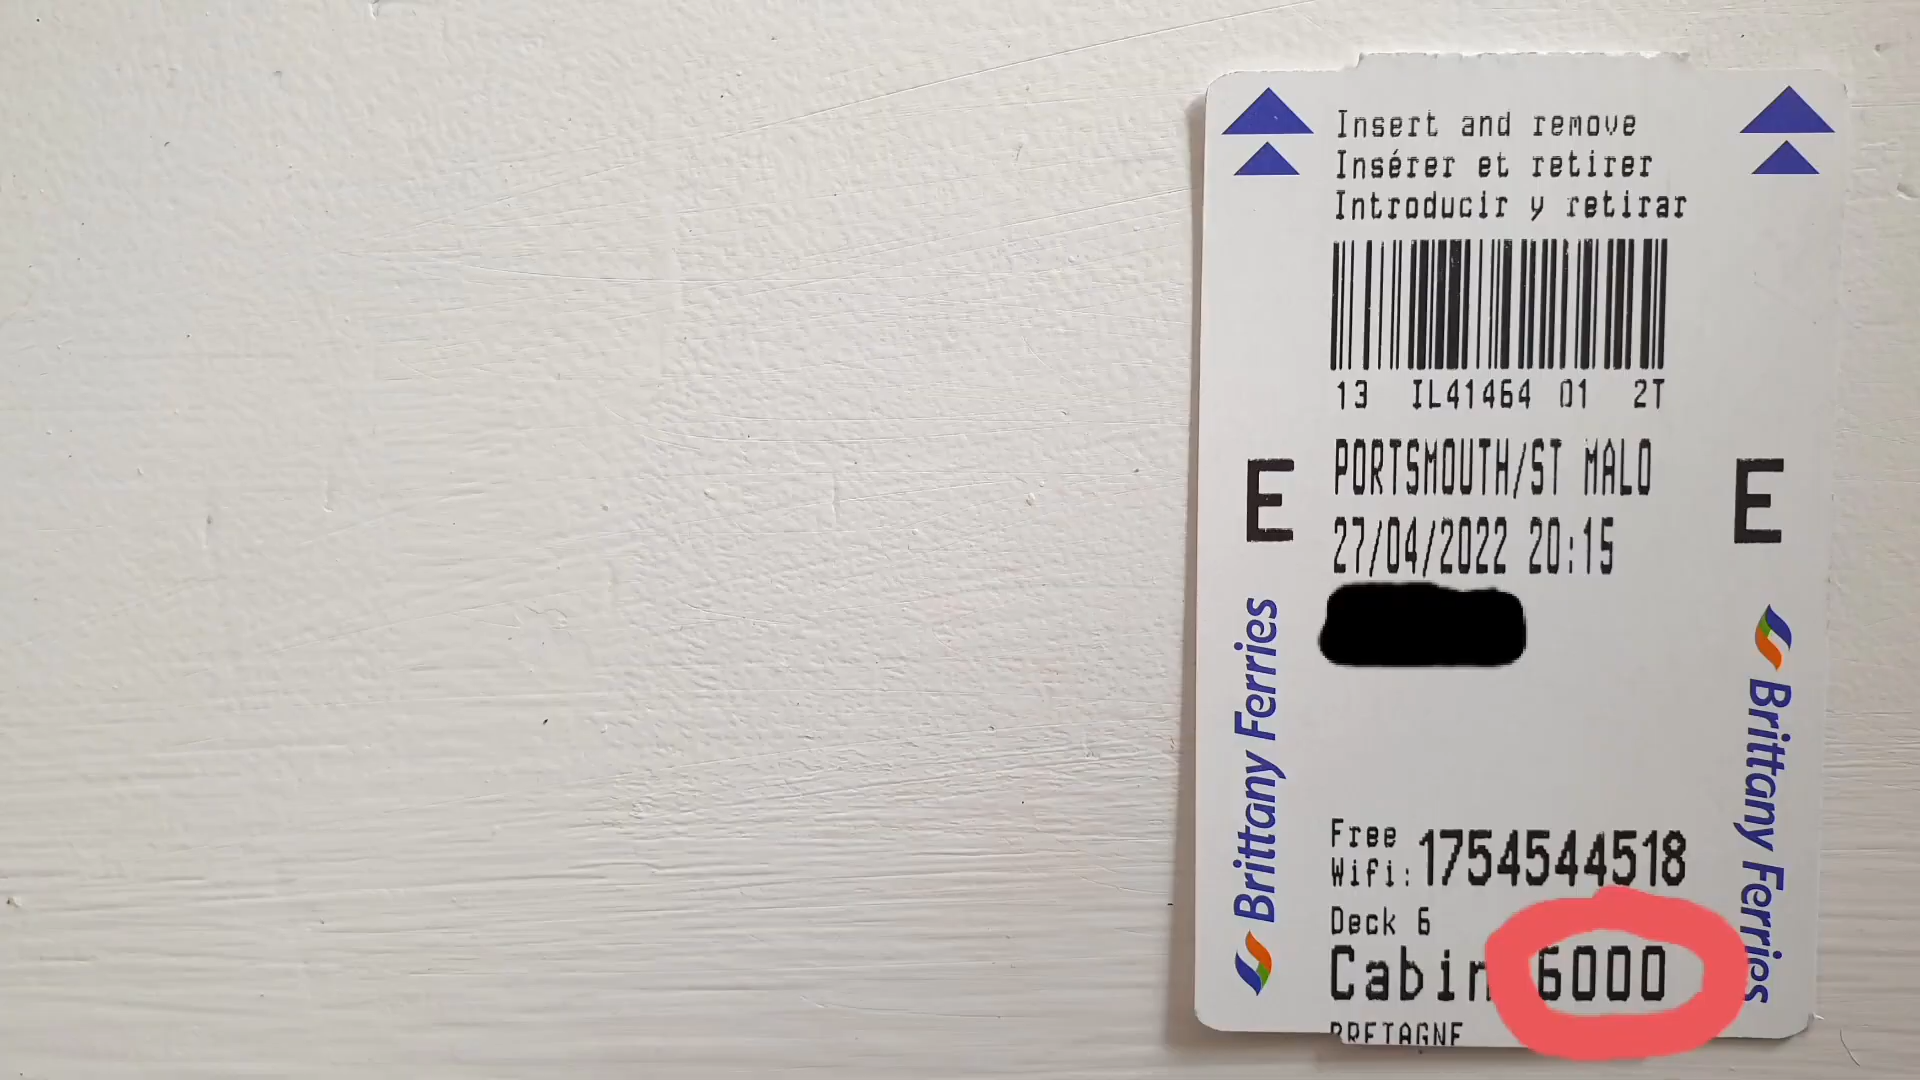 Insert and remove
Insérer et retirer
Introducir y retirar
13 IL41464 01 2T
PORTSMOUTH/ST MALO
E
E
27/04/2022 20:15
Brittany Ferries
Brittany Ferries
Free
Wifi: 1754544518
Deck 6
Cabin 6000
BRETAGNE